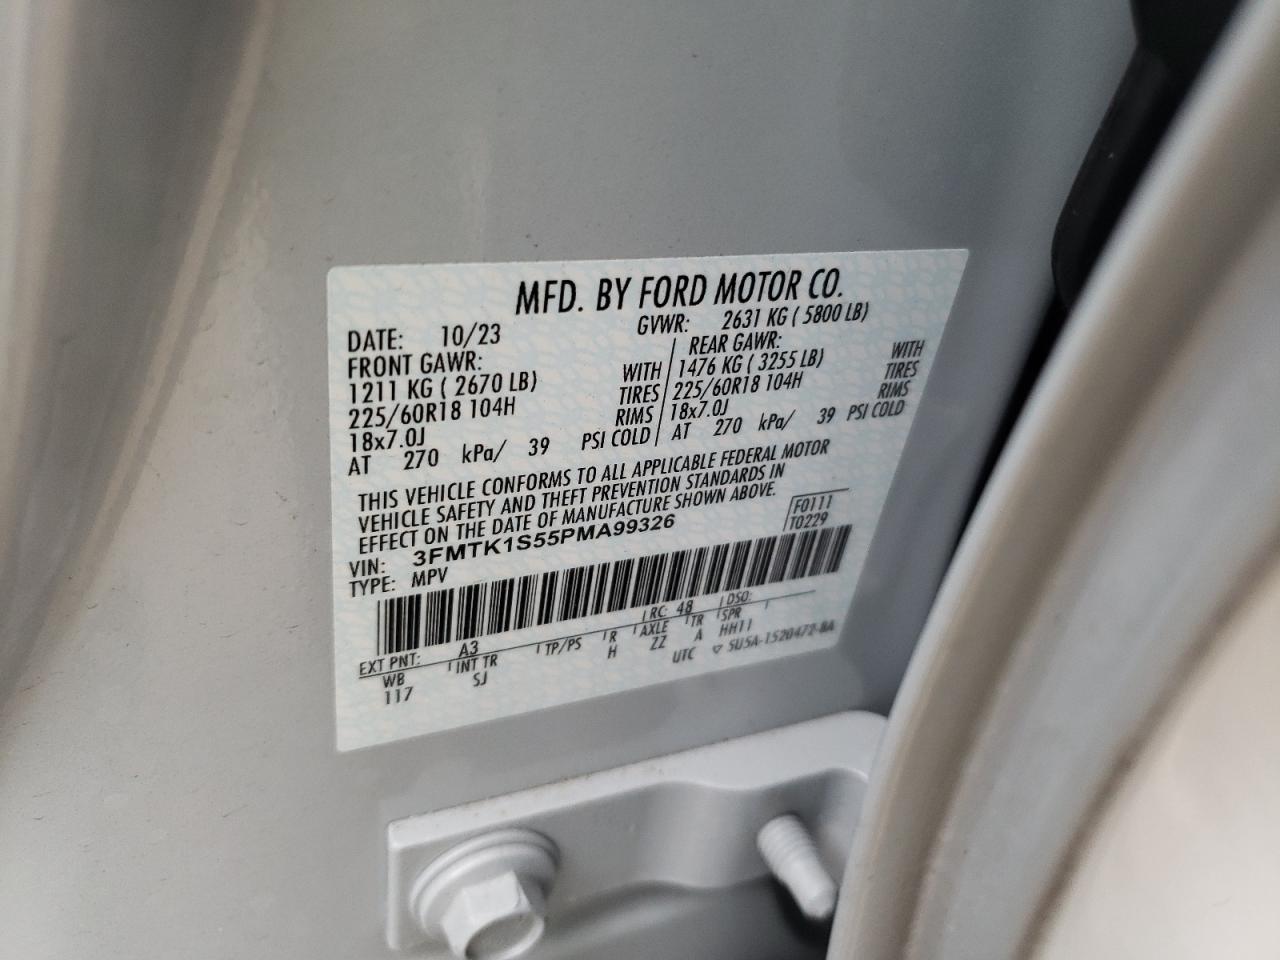 MFD. BY FORD MOTOR CO.
DATE: 10/23 GVWR: 2631 KG ( 5800 LB)
FRONT GAWR: REAR GAWR:
1211 KG ( 2670 LB) WITH 1476 KG ( 3255 LB) WITH
225/60R18 104H TIRES 225/60R18 104H TIRES
18x7.0J RIMS 18x7.0J RIMS
AT 270 kPa/ 39 PSI COLD AT 270 kPa/ 39 PSI COLD
THIS VEHICLE CONFORMS TO ALL APPLICABLE FEDERAL MOTOR
VEHICLE SAFETY AND THEFT PREVENTION STANDARDS IN
EFFECT ON THE DATE OF MANUFACTURE SHOWN ABOVE.
F0111
VIN: 3FMTK1S55PMA99326 T0229
TYPE: MPV
EXT PNT: A3 RC: 48 DSO:
WB INT TR TP/PS R AXLE TR SPR
117 SJ H ZZ A HH11
UTC ▽ 5U5A-1520472-BA